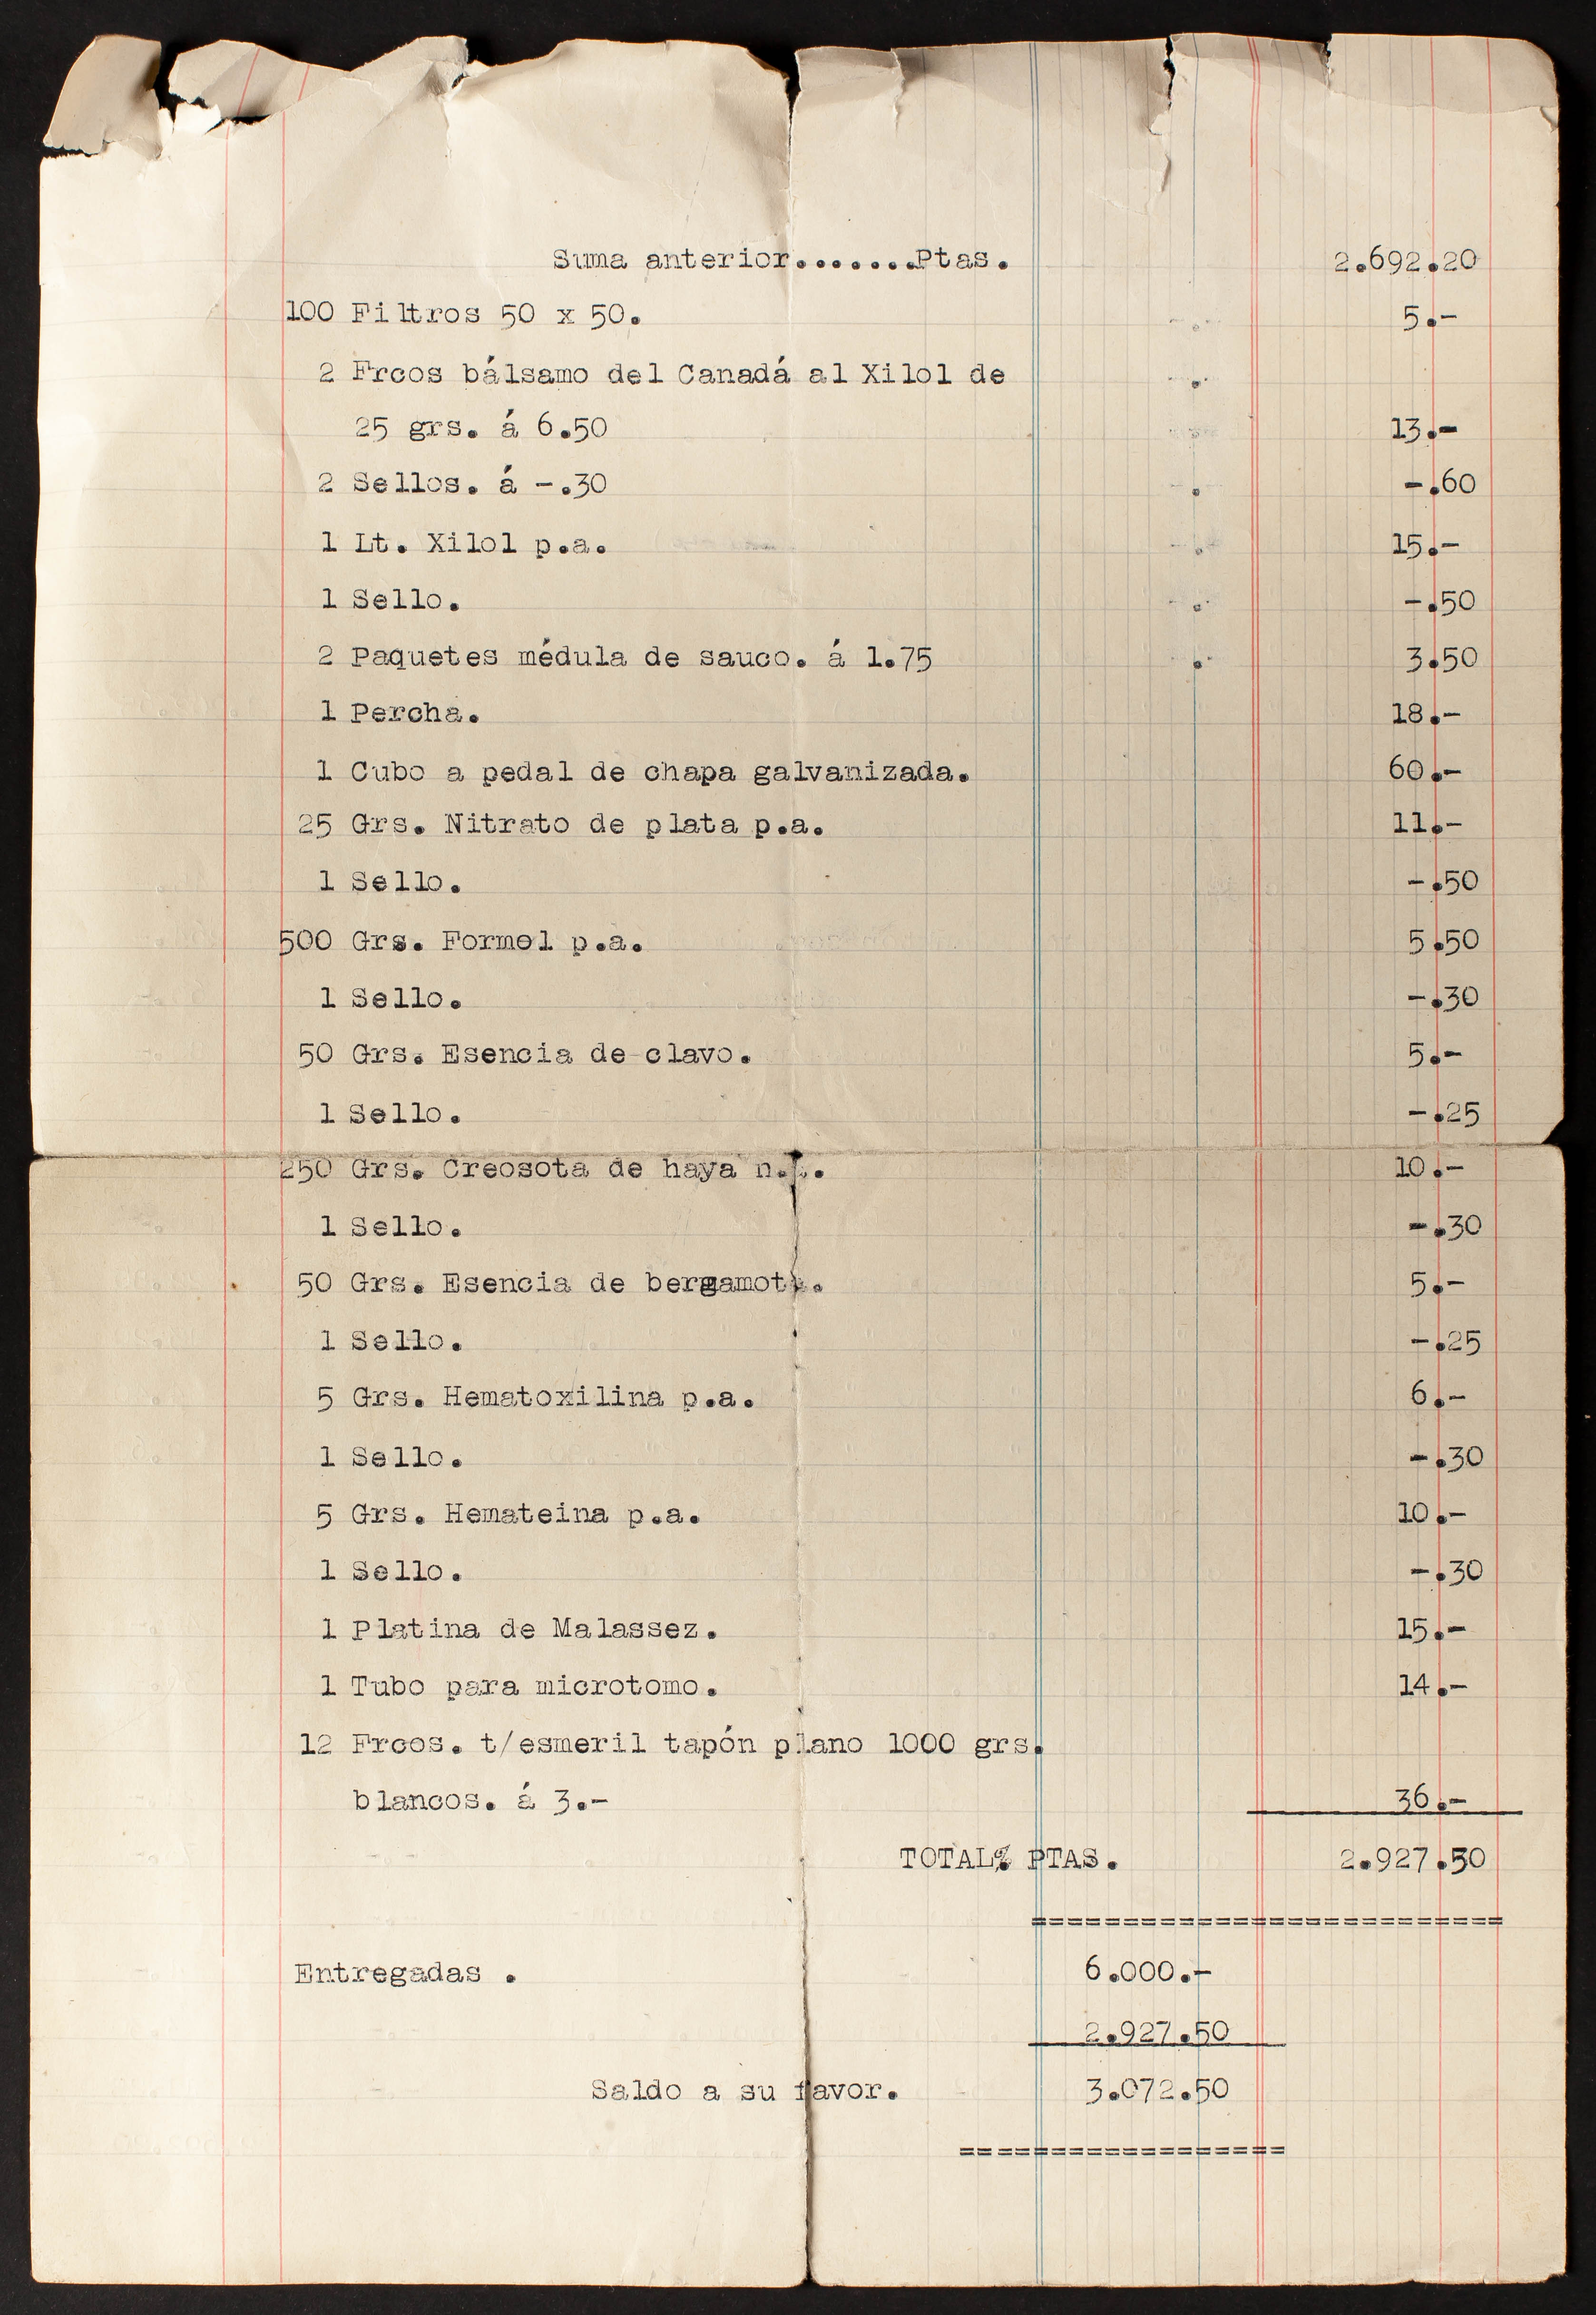 Suma anterior.......Ptas. 2.692.20
100 Filtros 50 x 50. 5.-
2 Frcos bálsamo del Canadá al Xilol de
25 grs. á 6.50 13.-
2 Sellos. á -.30 -.60
1 Lt. Xilol p.a. 15.-
1 Sello. -.50
2 Paquetes médula de sauco. á 1.75 3.50
1 Percha. 18.-
1 Cubo a pedal de chapa galvanizada. 60.-
25 Grs. Nitrato de plata p.a. 11.-
1 Sello. -.50
500 Grs. Formol p.a. 5.50
1 Sello. -.30
50 Grs. Esencia de clavo. 5.-
1 Sello. -.25
250 Grs. Creosota de haya 10.-
1 Sello. -.30
50 Grs. Esencia de bergamota. 5.-
1 Sello. -.25
5 Grs. Hematoxilina p.a. 6.-
1 Sello. -.30
5 Grs. Hemateina p.a. 10.-
1 Sello. -.30
1 Platina de Malassez. 15.-
1 Tubo para microtomo. 14.-
12 Frcos. t/esmeril tapón plano 1000 grs.
blancos. á 3.- 36.-
TOTAL% PTAS. 2.927.50
=========================
Entregadas . 6.000.-
2.927.50
Saldo a su favor. 3.072.50
==================